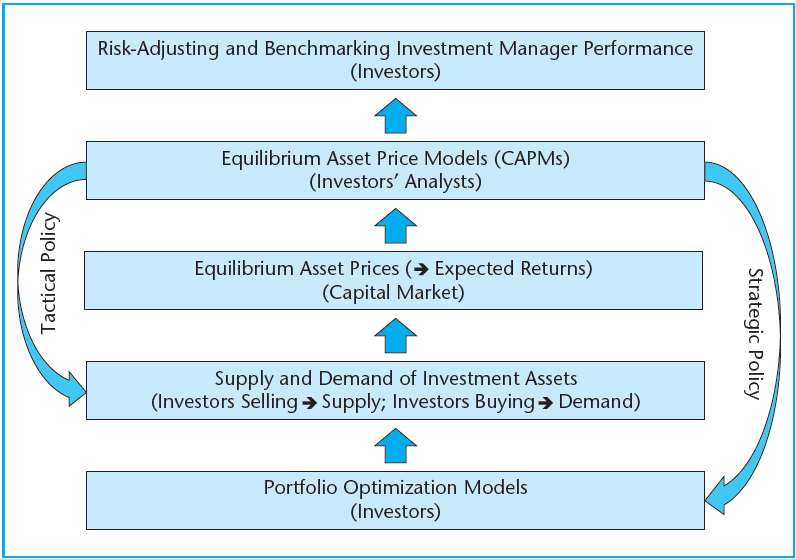 Risk-Adjusting and Benchmarking Investment Manager Performance
(Investors)
Equilibrium Asset Price Models (CAPMs)
(Investors’ Analysts)
Tactical Policy
Strategic Policy
Equilibrium Asset Prices (➔ Expected Returns)
(Capital Market)
Supply and Demand of Investment Assets
(Investors Selling ➔ Supply; Investors Buying ➔ Demand)
Portfolio Optimization Models
(Investors)